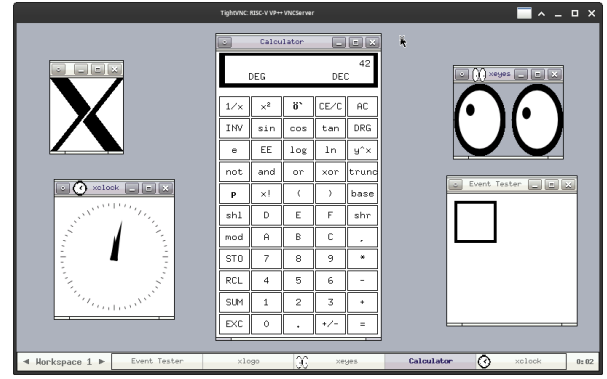 TightVNC: RISC-V VP++ VNCServer
Calculator
42
DEG DEC
1/x x² ö` CE/C AC
INV sin cos tan DRG
e EE log ln y^x
not and or xor trunc
p x! ( ) base
shl D E F shr
mod A B C ,
STO 7 8 9 *
RCL 4 5 6 -
SUM 1 2 3 +
EXC 0 . +/- =
xclock
xeyes
Event Tester
Workspace 1 Event Tester xlogo xeyes Calculator xclock 0:02